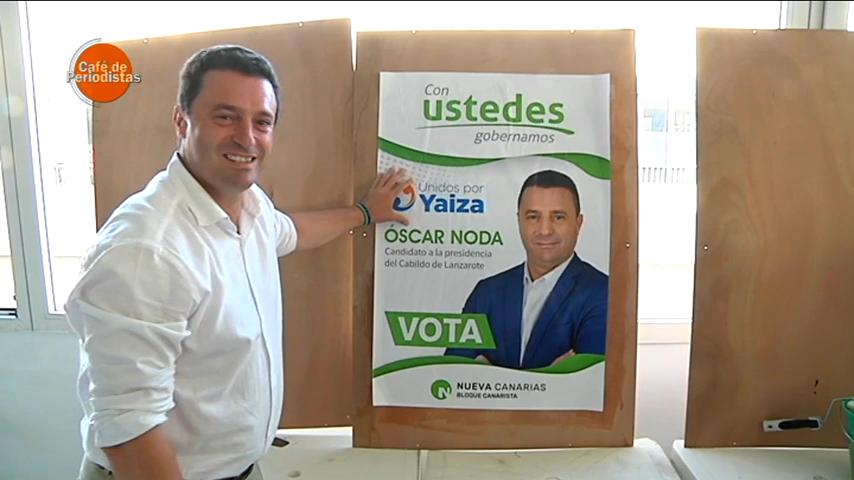 Café de
Periodistas
Con
ustedes
gobernamos
Unidos por
Yaiza
ÓSCAR NODA
Candidato a la presidencia
del Cabildo de Lanzarote
VOTA
N
NUEVA CANARIAS
BLOQUE CANARISTA